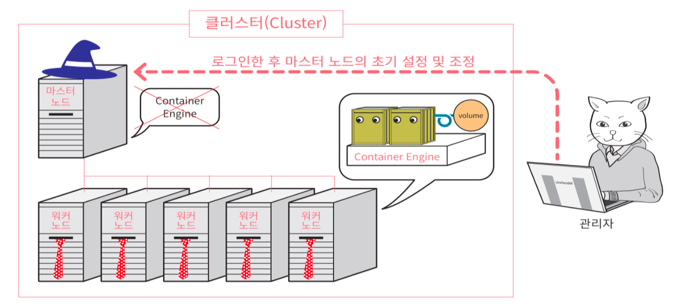 클러스터(Cluster)
로그인한 후 마스터 노드의 초기 설정 및 조정
마스터
노드
Container
Engine
volume
Container Engine
워커
노드
워커
노드
워커
노드
워커
노드
워커
노드
관리자